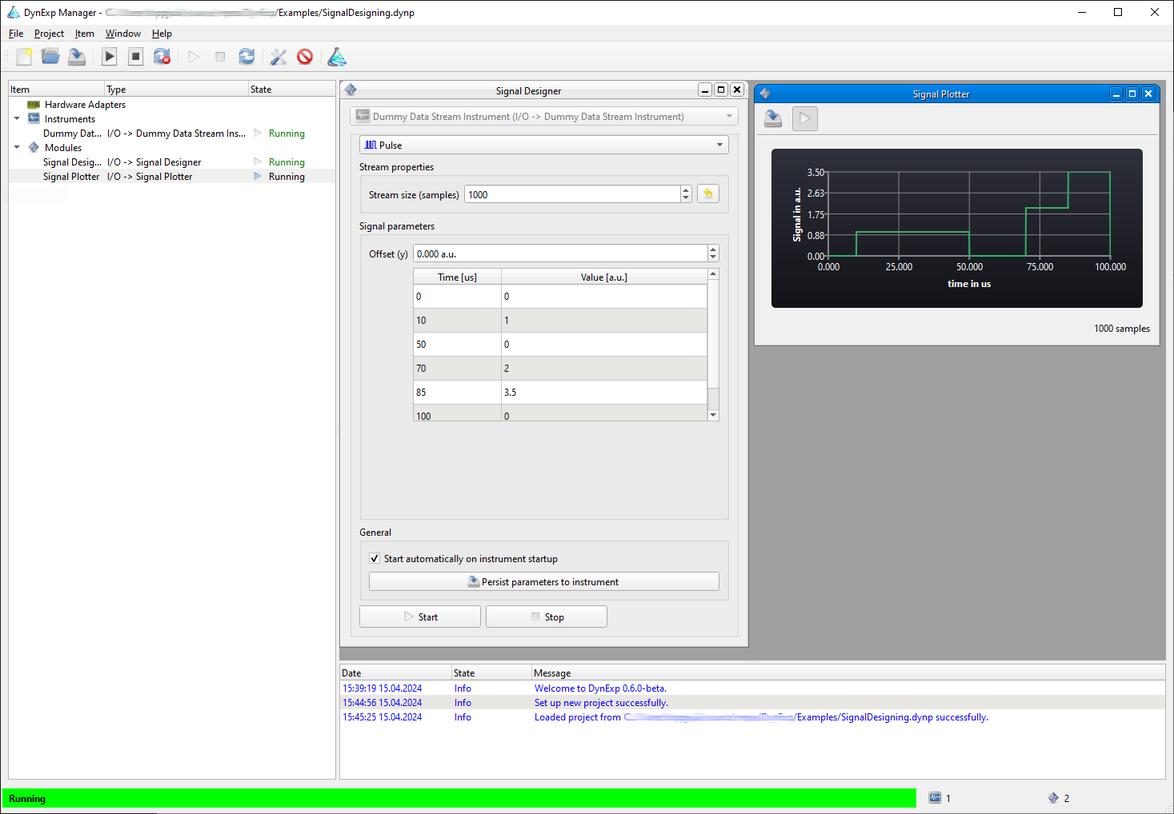 DynExp Manager - /Examples/SignalDesigning.dynp
File Project Item Window Help
Item Type State
Hardware Adapters
Instruments
Dummy Dat... I/O -> Dummy Data Stream Ins... Running
Modules
Signal Desig... I/O -> Signal Designer Running
Signal Plotter I/O -> Signal Plotter Running
Signal Designer
Dummy Data Stream Instrument (I/O -> Dummy Data Stream Instrument)
Pulse
Stream properties
Stream size (samples) 1000
Signal parameters
Offset (y) 0.000 a.u.
Time [us] Value [a.u.]
0 0
10 1
50 0
70 2
85 3.5
100 0
General
Start automatically on instrument startup
Persist parameters to instrument
Start Stop
Signal Plotter
Signal in a.u.
3.50
2.63
1.75
0.88
0.00
0.000 25.000 50.000 75.000 100.000
time in us
1000 samples
Date State Message
15:39:19 15.04.2024 Info Welcome to DynExp 0.6.0-beta.
15:44:56 15.04.2024 Info Set up new project successfully.
15:45:25 15.04.2024 Info Loaded project from /Examples/SignalDesigning.dynp successfully.
Running 1 2